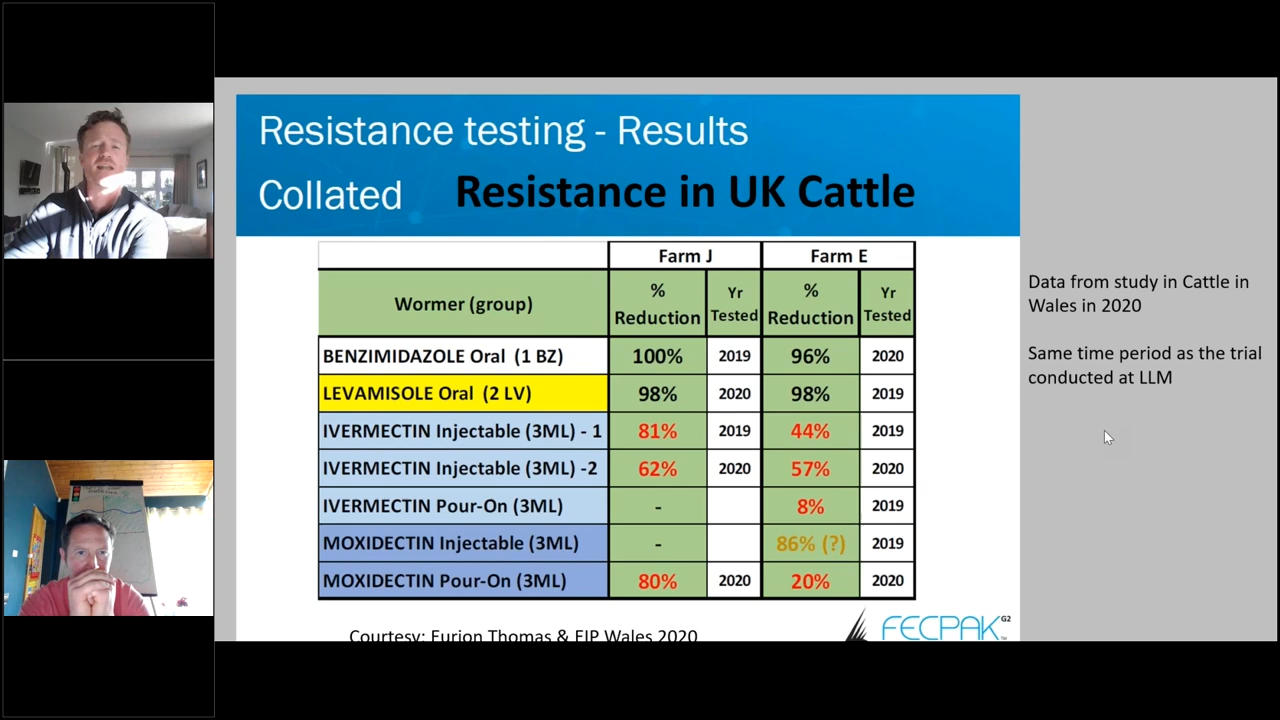 Resistance testing - Results
Collated Resistance in UK Cattle
Farm J Farm E
Wormer (group) % Reduction Yr Tested % Reduction Yr Tested
BENZIMIDAZOLE Oral (1 BZ) 100% 2019 96% 2020
LEVAMISOLE Oral (2 LV) 98% 2020 98% 2019
IVERMECTIN Injectable (3ML) - 1 81% 2019 44% 2019
IVERMECTIN Injectable (3ML) -2 62% 2020 57% 2020
IVERMECTIN Pour-On (3ML) - 8% 2019
MOXIDECTIN Injectable (3ML) - 86% (?) 2019
MOXIDECTIN Pour-On (3ML) 80% 2020 20% 2020
Courtesy: Eurion Thomas & EIP Wales 2020
FECPAK G2
TM
Data from study in Cattle in
Wales in 2020
Same time period as the trial
conducted at LLM